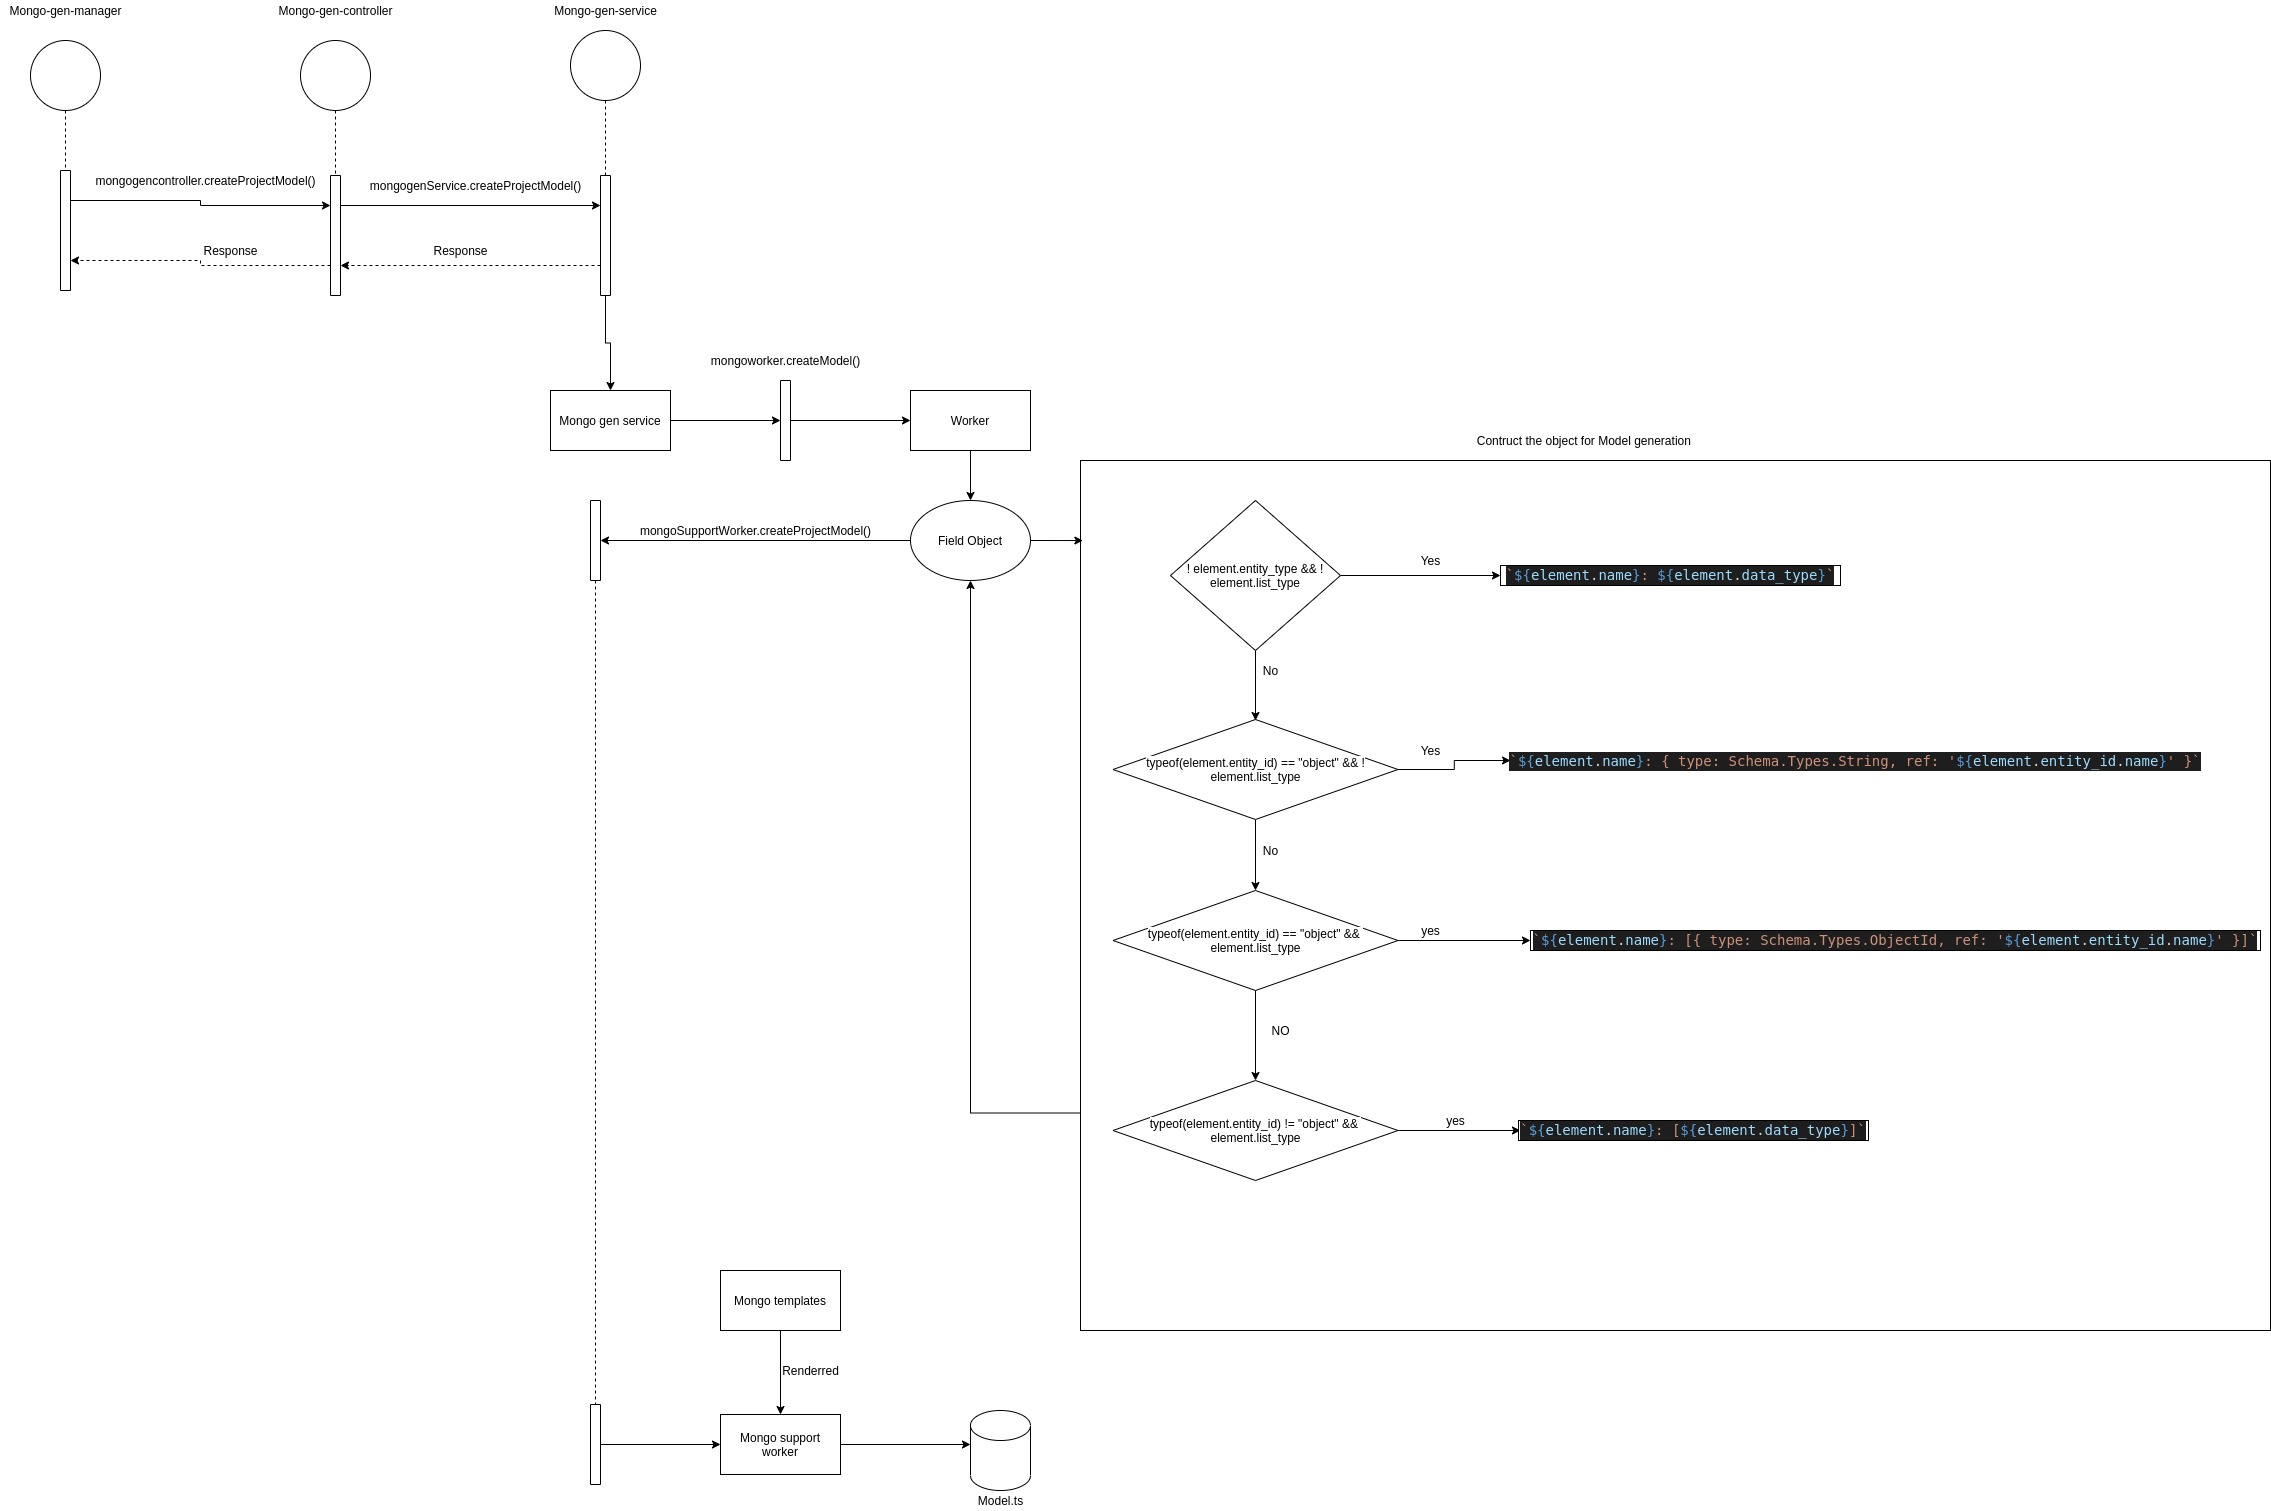 Mongo-gen-manager
Mongo-gen-controller
Mongo-gen-service
mongogencontroller.createProjectModel()
mongogenService.createProjectModel()
Response
Response
mongoworker.createModel()
Mongo gen service
Worker
Contruct the object for Model generation
mongoSupportWorker.createProjectModel()
Field Object
! element.entity_type && !
element.list_type
Yes
`${element.name}: ${element.data_type}`
No
typeof(element.entity_id) == "object" && !
element.list_type
Yes
`${element.name}: { type: Schema.Types.String, ref: '${element.entity_id.name}' }`
No
typeof(element.entity_id) == "object" &&
element.list_type
yes
`${element.name}: [{ type: Schema.Types.ObjectId, ref: '${element.entity_id.name}' }]`
NO
typeof(element.entity_id) != "object" &&
element.list_type
yes
`${element.name}: [${element.data_type}]`
Mongo templates
Renderred
Mongo support
worker
Model.ts